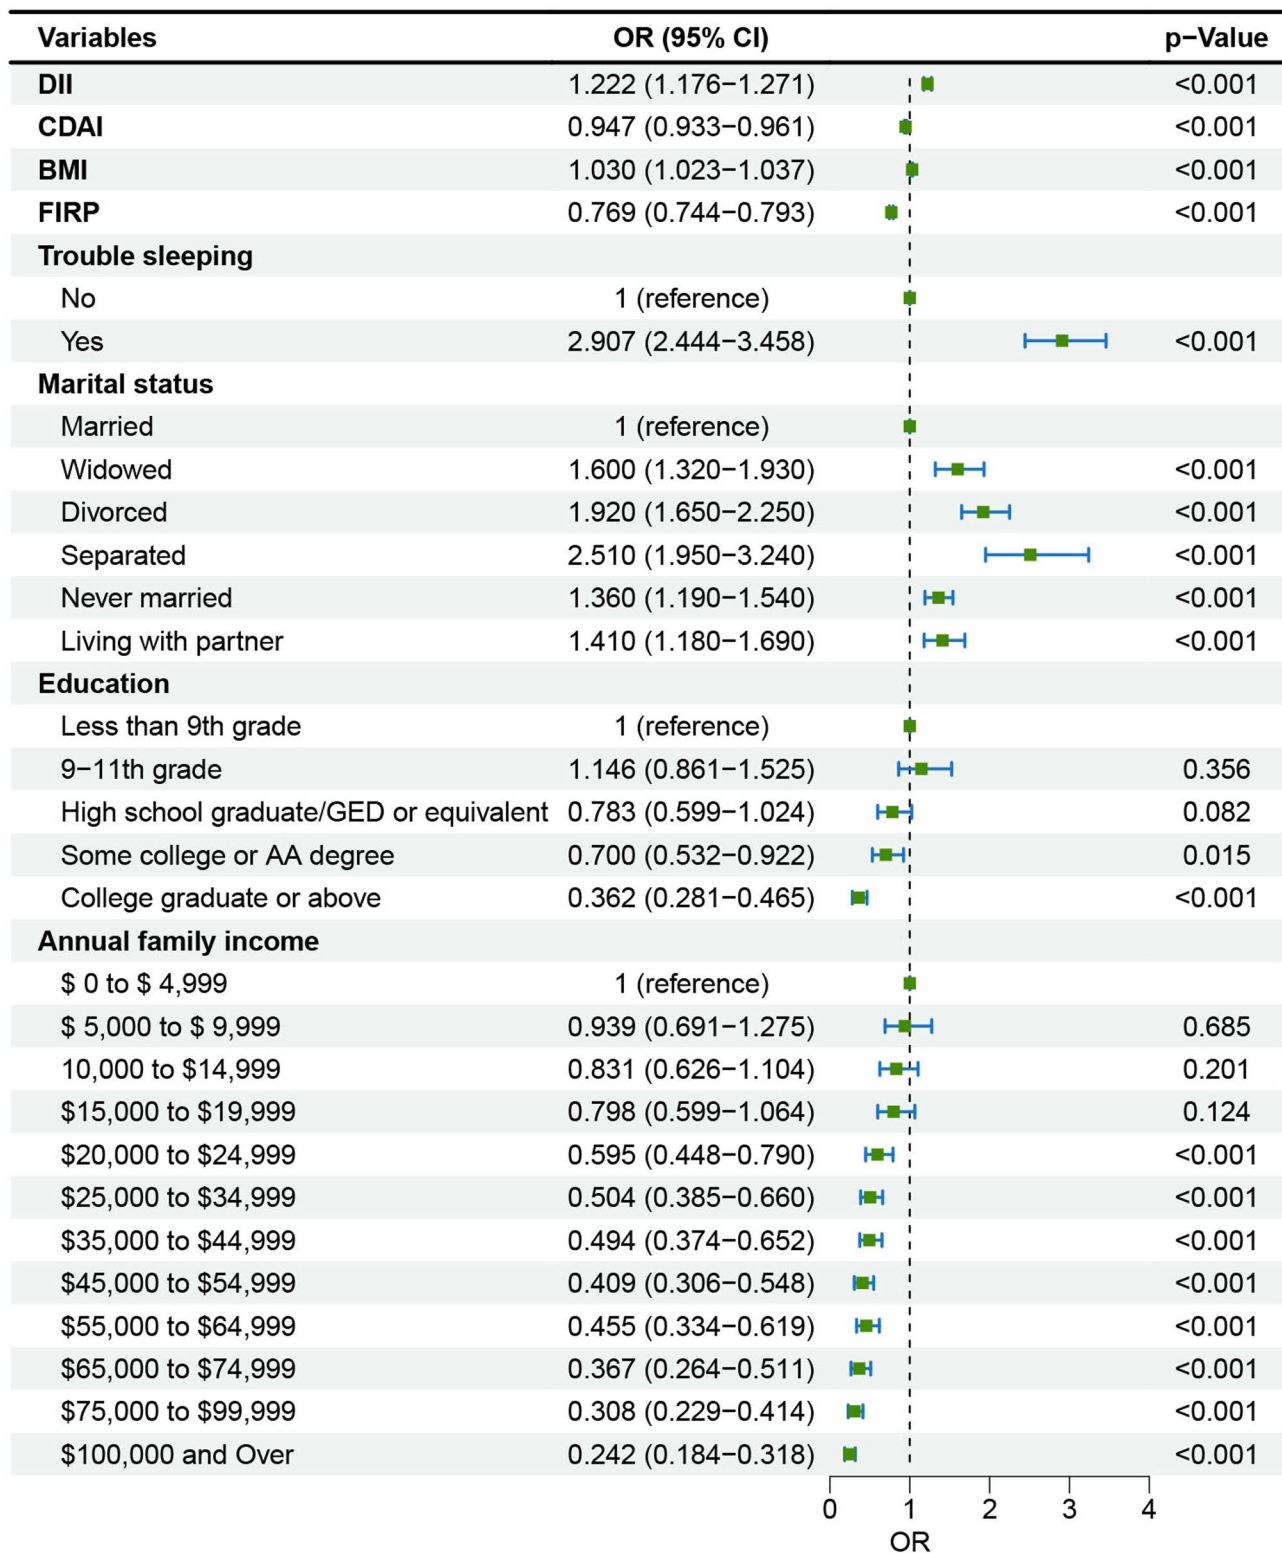 Variables OR (95% CI) p−Value
DII 1.222 (1.176−1.271) <0.001
CDAI 0.947 (0.933−0.961) <0.001
BMI 1.030 (1.023−1.037) <0.001
FIRP 0.769 (0.744−0.793) <0.001
Trouble sleeping
No 1 (reference)
Yes 2.907 (2.444−3.458) <0.001
Marital status
Married 1 (reference)
Widowed 1.600 (1.320−1.930) <0.001
Divorced 1.920 (1.650−2.250) <0.001
Separated 2.510 (1.950−3.240) <0.001
Never married 1.360 (1.190−1.540) <0.001
Living with partner 1.410 (1.180−1.690) <0.001
Education
Less than 9th grade 1 (reference)
9−11th grade 1.146 (0.861−1.525) 0.356
High school graduate/GED or equivalent 0.783 (0.599−1.024) 0.082
Some college or AA degree 0.700 (0.532−0.922) 0.015
College graduate or above 0.362 (0.281−0.465) <0.001
Annual family income
$ 0 to $ 4,999 1 (reference)
$ 5,000 to $ 9,999 0.939 (0.691−1.275) 0.685
10,000 to $14,999 0.831 (0.626−1.104) 0.201
$15,000 to $19,999 0.798 (0.599−1.064) 0.124
$20,000 to $24,999 0.595 (0.448−0.790) <0.001
$25,000 to $34,999 0.504 (0.385−0.660) <0.001
$35,000 to $44,999 0.494 (0.374−0.652) <0.001
$45,000 to $54,999 0.409 (0.306−0.548) <0.001
$55,000 to $64,999 0.455 (0.334−0.619) <0.001
$65,000 to $74,999 0.367 (0.264−0.511) <0.001
$75,000 to $99,999 0.308 (0.229−0.414) <0.001
$100,000 and Over 0.242 (0.184−0.318) <0.001
0 1 2 3 4
OR